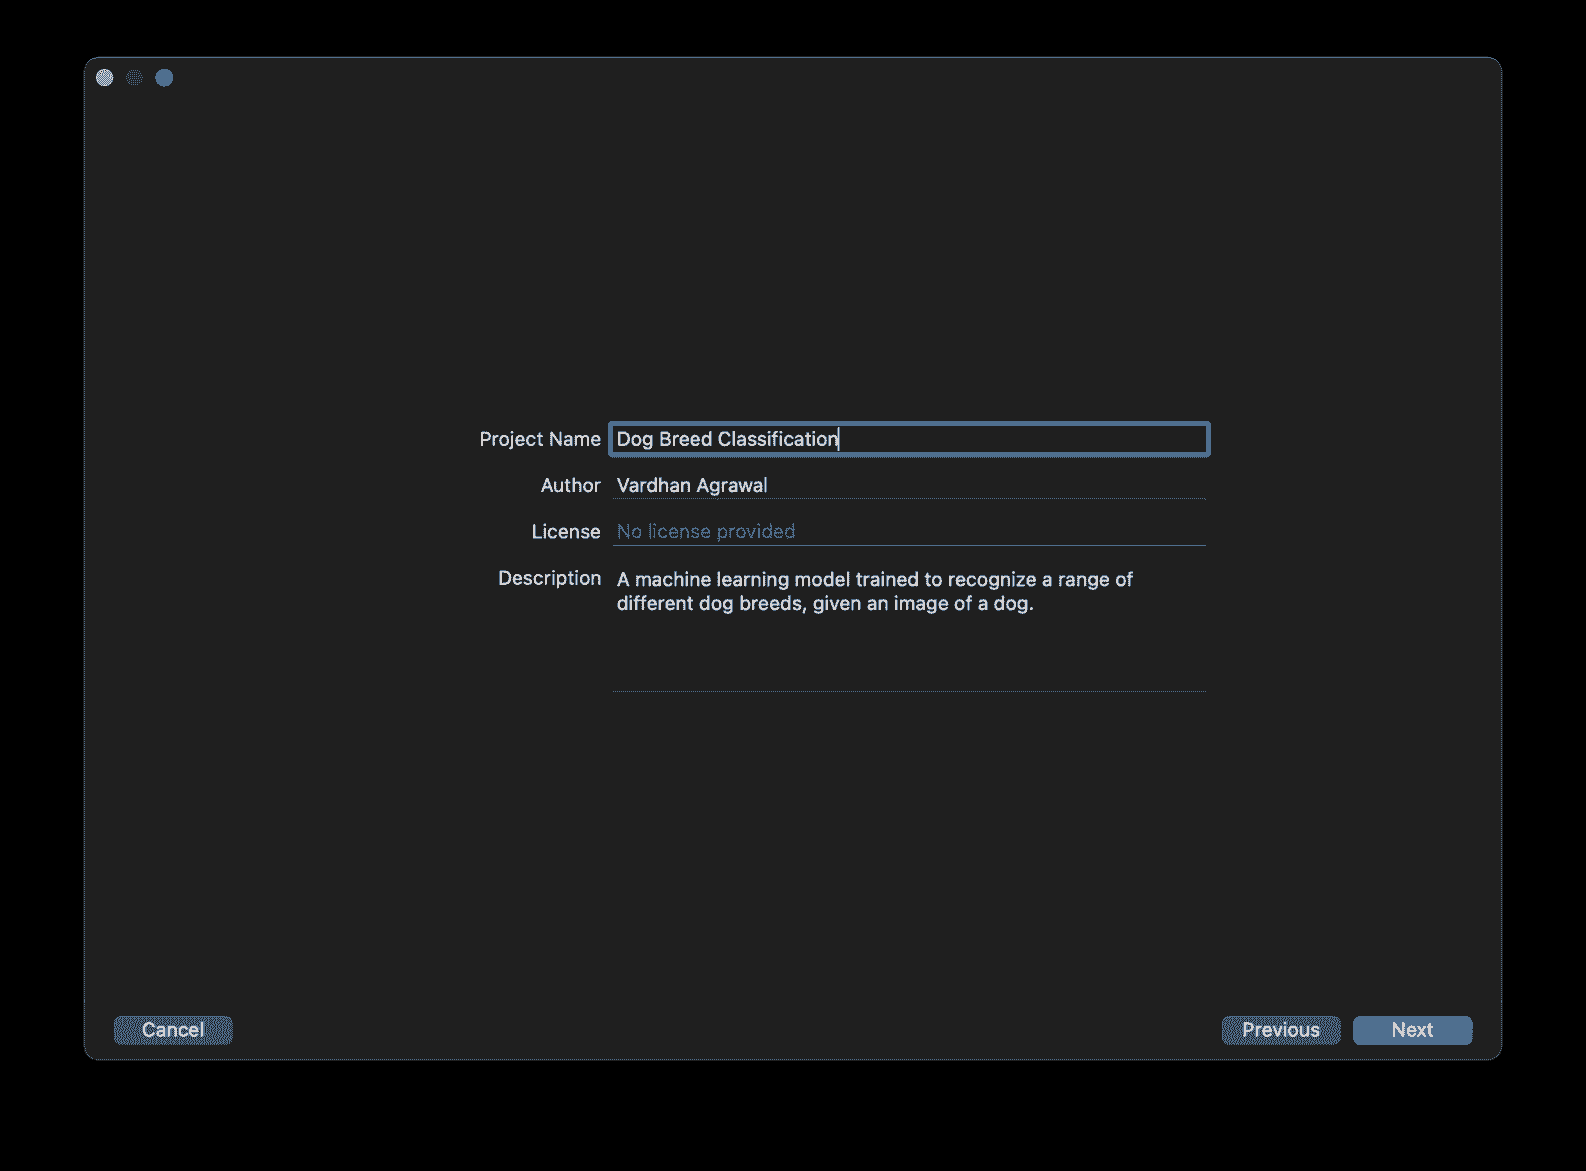 Project Name Dog Breed Classification
Author Vardhan Agrawal
License No license provided
Description A machine learning model trained to recognize a range of
different dog breeds, given an image of a dog.
Cancel Previous Next